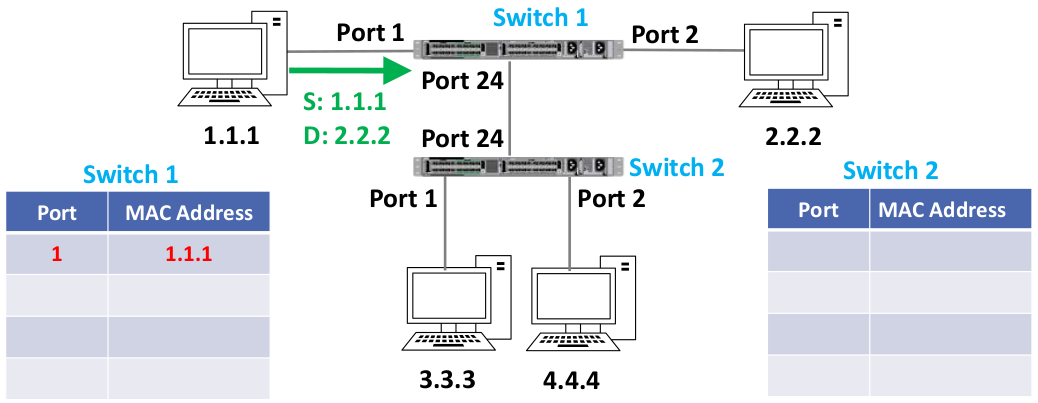 Switch 1
Port 1
Port 2
Port 24
S: 1.1.1
D: 2.2.2
1.1.1
2.2.2
Port 24
Switch 2
Port 1
Port 2
3.3.3
4.4.4
Switch 1
Port MAC Address
1 1.1.1
Switch 2
Port MAC Address